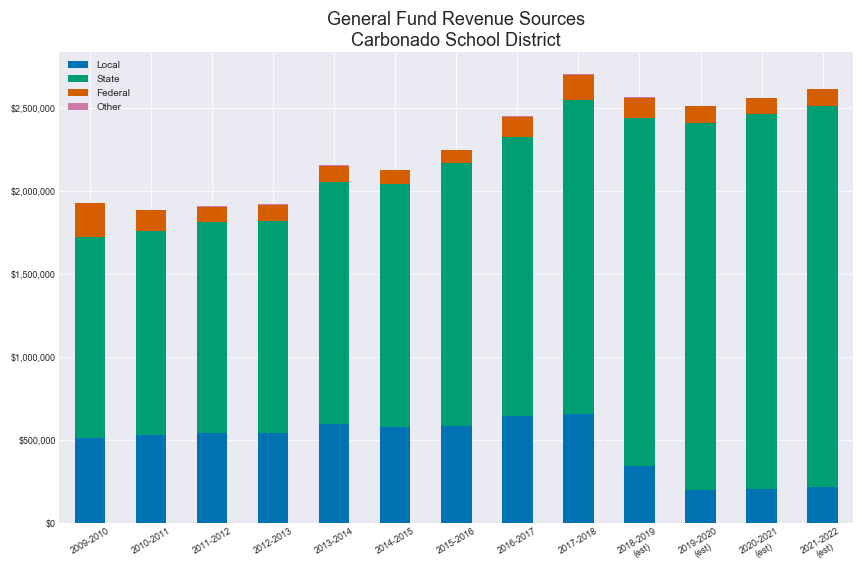 General Fund Revenue Sources
Carbonado School District
Local
State
Federal
Other
$2,500,000
$2,000,000
$1,500,000
$1,000,000
$500,000
$0
2009-2010
2010-2011
2011-2012
2012-2013
2013-2014
2014-2015
2015-2016
2016-2017
2017-2018
2018-2019
(est)
2019-2020
(est)
2020-2021
(est)
2021-2022
(est)